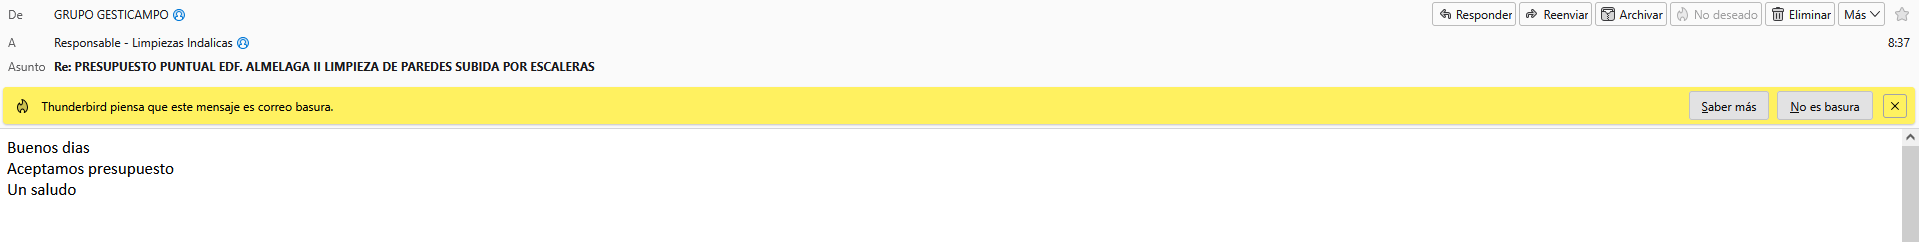 De GRUPO GESTICAMPO Responder Reenviar Archivar No deseado Eliminar Más
A Responsable - Limpiezas Indalicas 8:37
Asunto Re: PRESUPUESTO PUNTUAL EDF. ALMELAGA II LIMPIEZA DE PAREDES SUBIDA POR ESCALERAS
Thunderbird piensa que este mensaje es correo basura. Saber más No es basura
Buenos dias
Aceptamos presupuesto
Un saludo